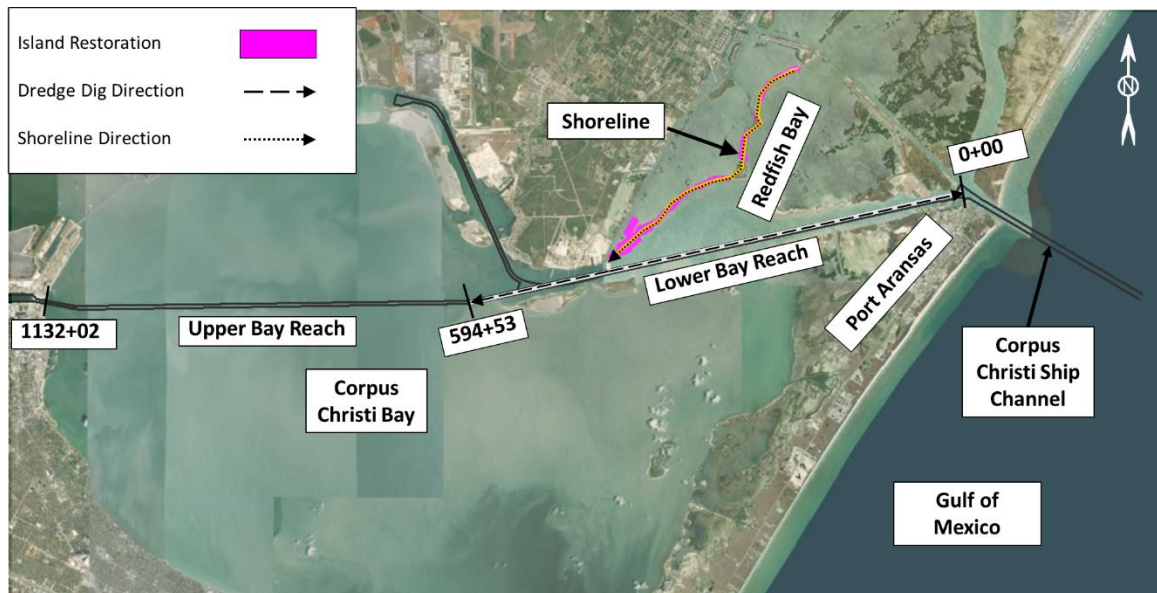 Island Restoration
Dredge Dig Direction
Shoreline Direction
N
Shoreline
Redfish Bay
0+00
Lower Bay Reach
Port Aransas
1132+02
Upper Bay Reach
594+53
Corpus
Christi Bay
Corpus
Christi Ship
Channel
Gulf of
Mexico